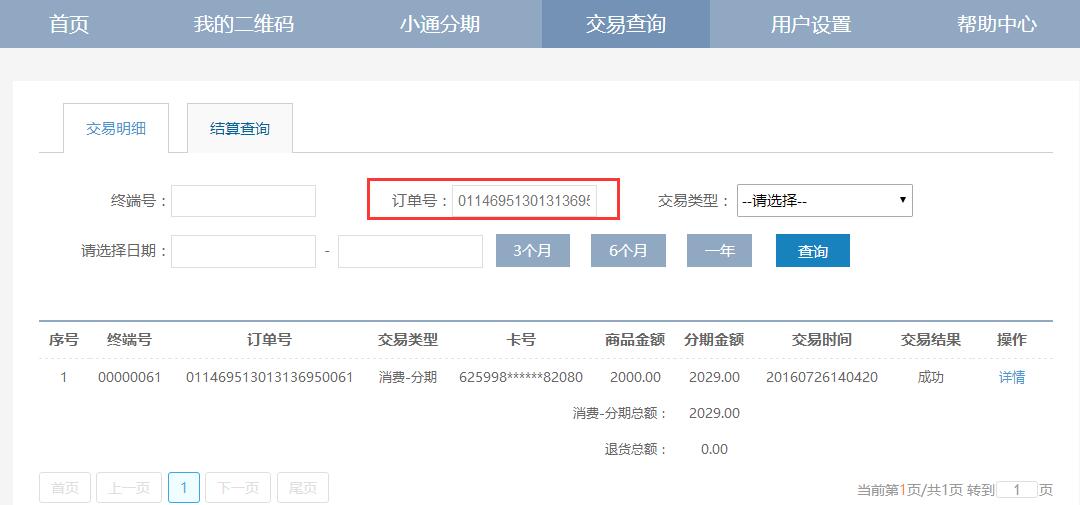 首页 我的二维码 小通分期 交易查询 用户设置 帮助中心
交易明细 结算查询
终端号： 订单号： 01146951301313695 交易类型： --请选择--
请选择日期： - 3个月 6个月 一年 查询
序号 终端号 订单号 交易类型 卡号 商品金额 分期金额 交易时间 交易结果 操作
1 00000061 011469513013136950061 消费-分期 625998******82080 2000.00 2029.00 20160726140420 成功 详情
消费-分期总额： 2029.00
退货总额： 0.00
首页 上一页 1 下一页 尾页 当前第1页/共1页 转到 1 页